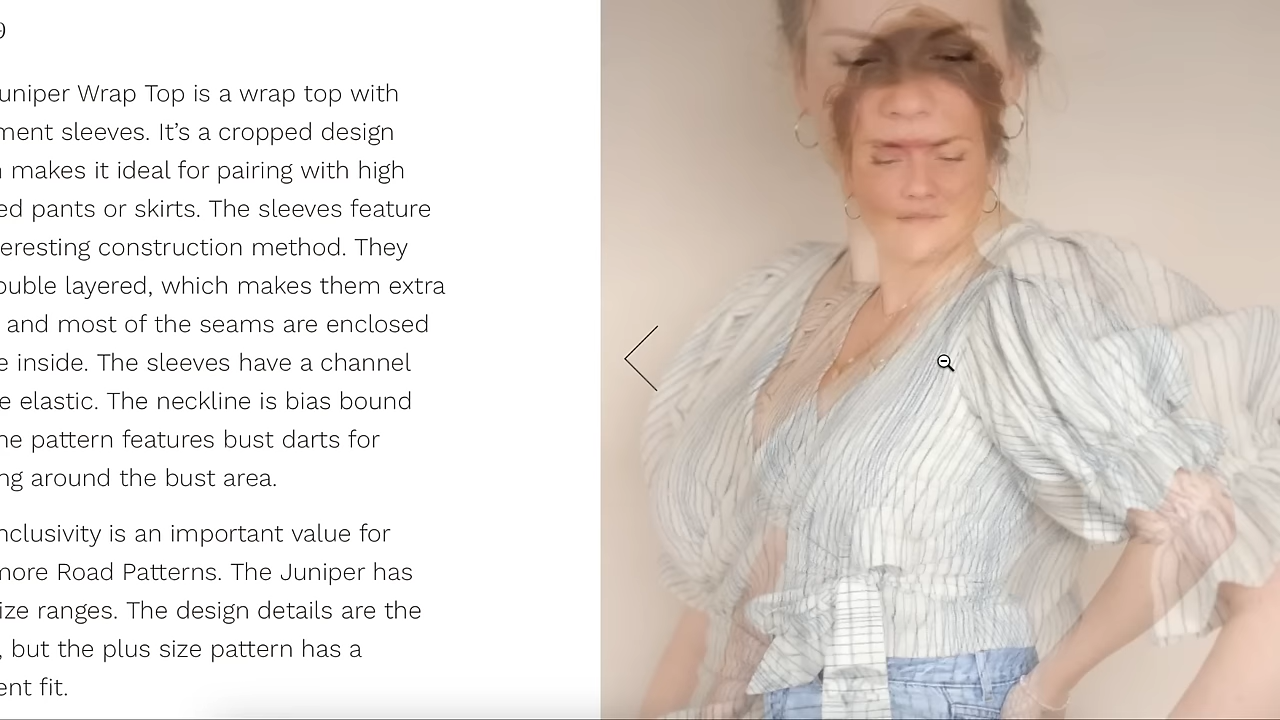 9
uniper Wrap Top is a wrap top with
ment sleeves. It’s a cropped design
makes it ideal for pairing with high
ed pants or skirts. The sleeves feature
eresting construction method. They
ouble layered, which makes them extra
and most of the seams are enclosed
e inside. The sleeves have a channel
e elastic. The neckline is bias bound
ne pattern features bust darts for
ng around the bust area.
nclusivity is an important value for
more Road Patterns. The Juniper has
ize ranges. The design details are the
, but the plus size pattern has a
ent fit.